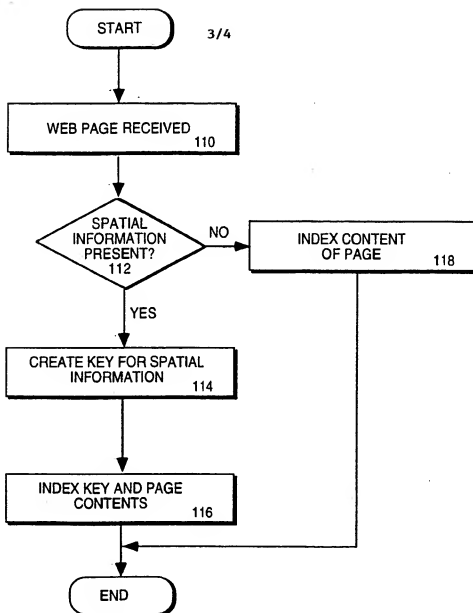 START
3/4
WEB PAGE RECEIVED
110
SPATIAL
INFORMATION
PRESENT?
112
NO
INDEX CONTENT
OF PAGE
118
YES
CREATE KEY FOR SPATIAL
INFORMATION
114
INDEX KEY AND PAGE
CONTENTS
116
END